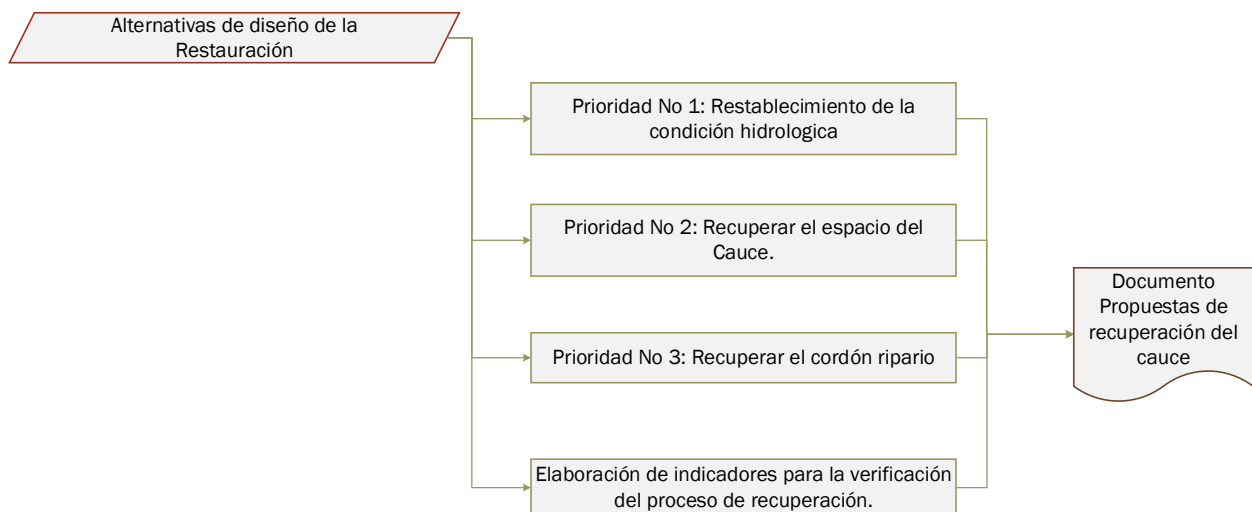 Alternativas de diseño de la
Restauración
Prioridad No 1: Restablecimiento de la
condición hidrologica
Prioridad No 2: Recuperar el espacio del
Cauce.
Prioridad No 3: Recuperar el cordón ripario
Elaboración de indicadores para la verificación
del proceso de recuperación.
Documento
Propuestas de
recuperación del
cauce